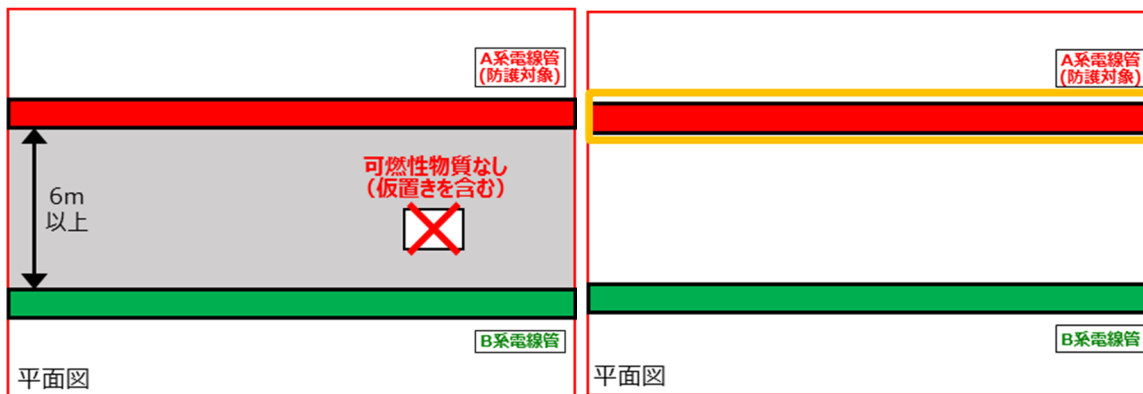 A系電線管
(防護対象)
6m
以上
可燃性物質なし
(仮置きを含む)
B系電線管
平面図
A系電線管
(防護対象)
B系電線管
平面図